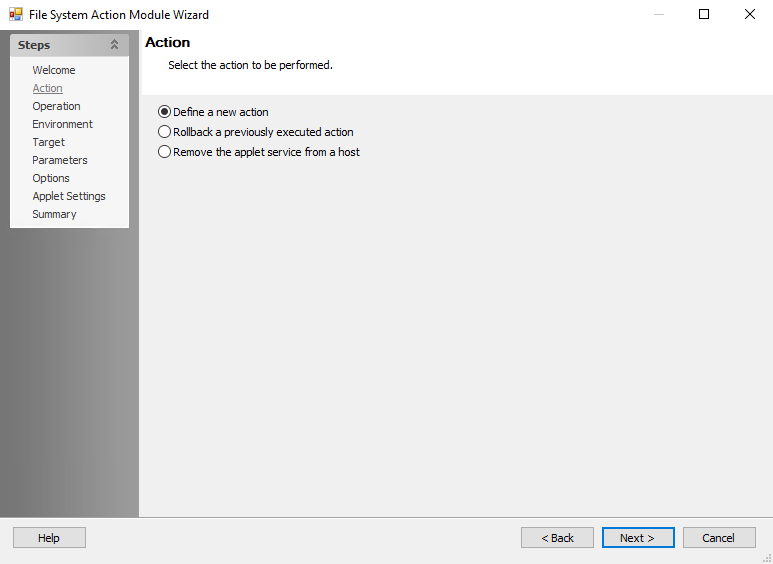 File System Action Module Wizard
Steps
Welcome
Action
Operation
Environment
Target
Parameters
Options
Applet Settings
Summary
Action
Select the action to be performed.
Define a new action
Rollback a previously executed action
Remove the applet service from a host
Help
< Back
Next >
Cancel